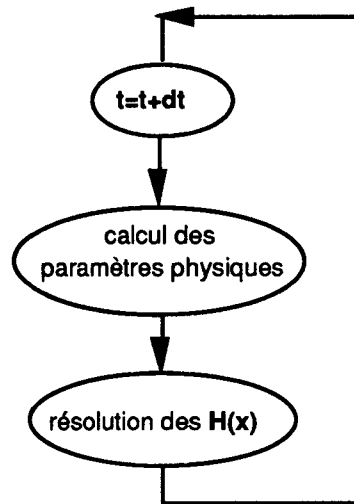 t=t+dt
calcul des
paramètres physiques
résolution des H(x)